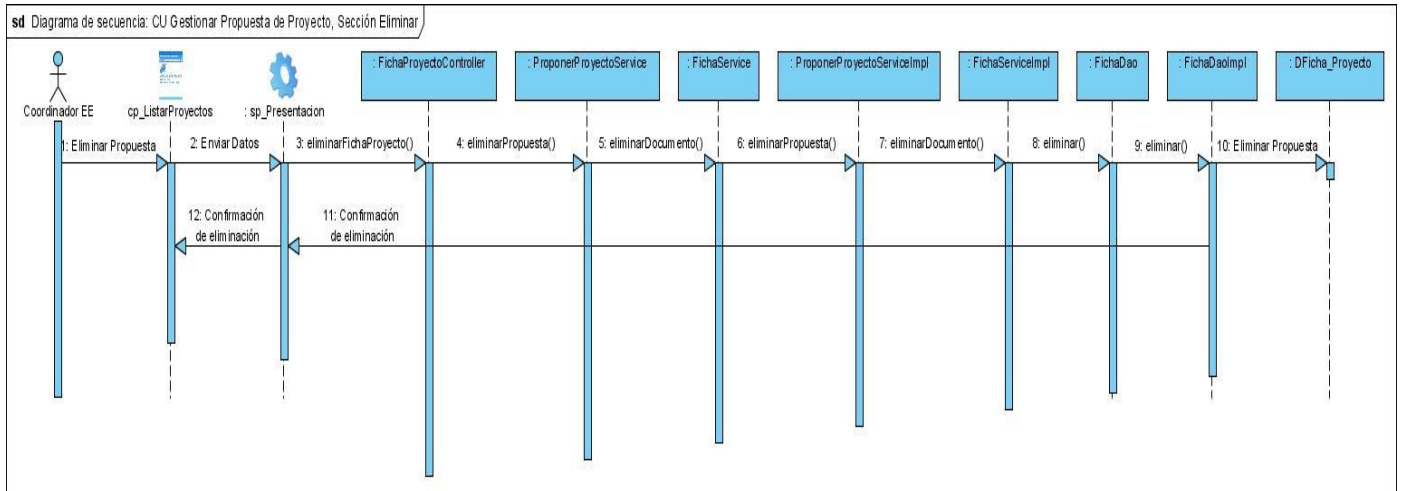 sd Diagrama de secuencia: CU Gestionar Propuesta de Proyecto, Sección Eliminar
Coordinador EE
cp_ListarProyectos
: sp_Presentacion
: FichaProyectoController
: ProponerProyectoService
: FichaService
: ProponerProyectoServiceImpl
: FichaServiceImpl
: FichaDao
: FichaDaoImpl
: DFicha_Proyecto
1: Eliminar Propuesta
2: Enviar Datos
3: eliminarFichaProyecto()
4: eliminarPropuesta()
5: eliminarDocumento()
6: eliminarPropuesta()
7: eliminarDocumento()
8: eliminar()
9: eliminar()
10: Eliminar Propuesta
12: Confirmación
de eliminación
11: Confirmación
de eliminación